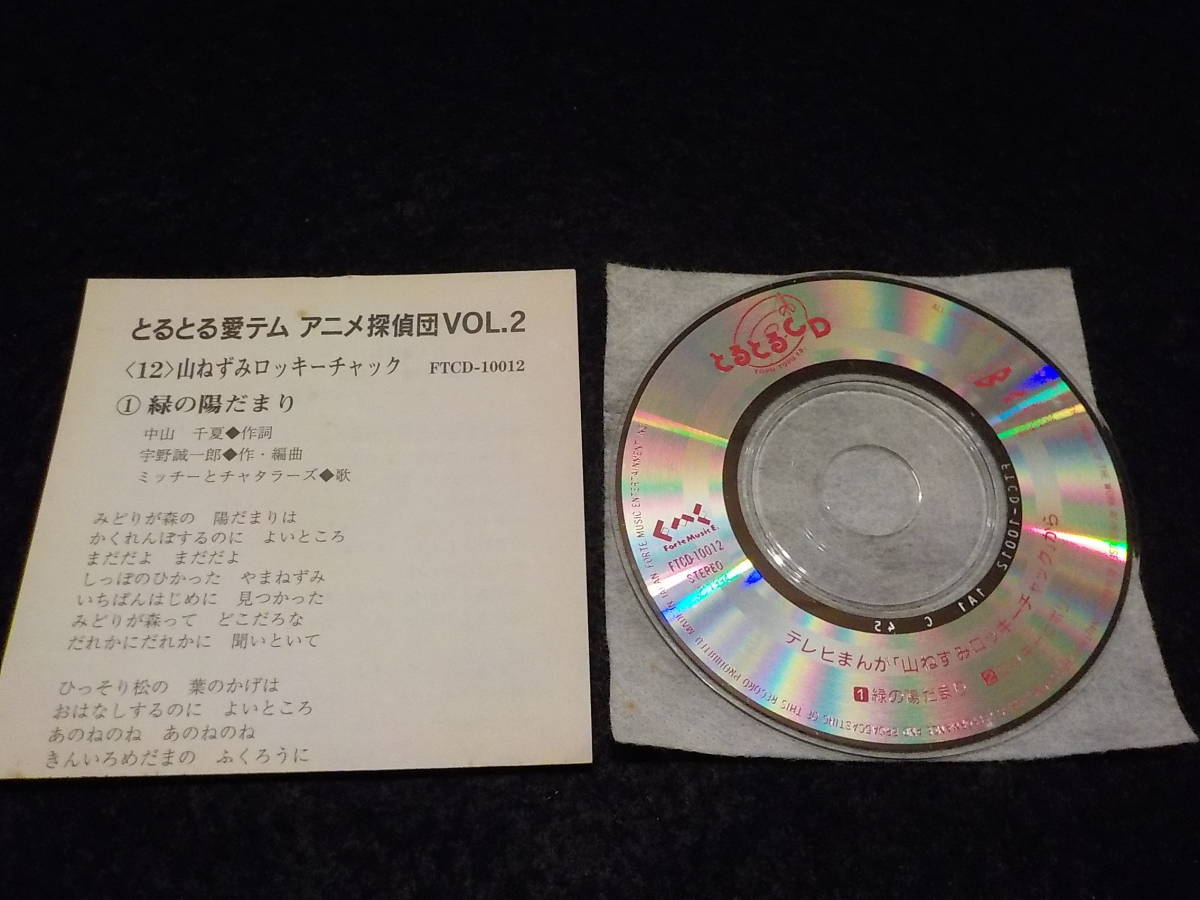 とるとる愛テム アニメ探偵団VOL.2
〈12〉山ねずみロッキーチャック FTCD-10012
① 緑の陽だまり
中山 千夏◆作詞
宇野誠一郎◆作・編曲
ミッチーとチャタラーズ◆歌
みどりが森の 陽だまりは
かくれんぼするのに よいところ
まだだよ まだだよ
しっぽのひかった やまねずみ
いちばんはじめに 見つかった
みどりが森って どこだろな
だれかにだれかに 聞いといて
ひっそり松の 葉のかげは
おはなしするのに よいところ
あのねのね あのねのね
きんいろめだまの ふくろうに
とるとるCD
Forte Music E.
FTCD-10012
STEREO
FTCD-10012 1A1 C 45
テレビまんが「山ねずみロッキーチャック」から
1 緑の陽だまり
2